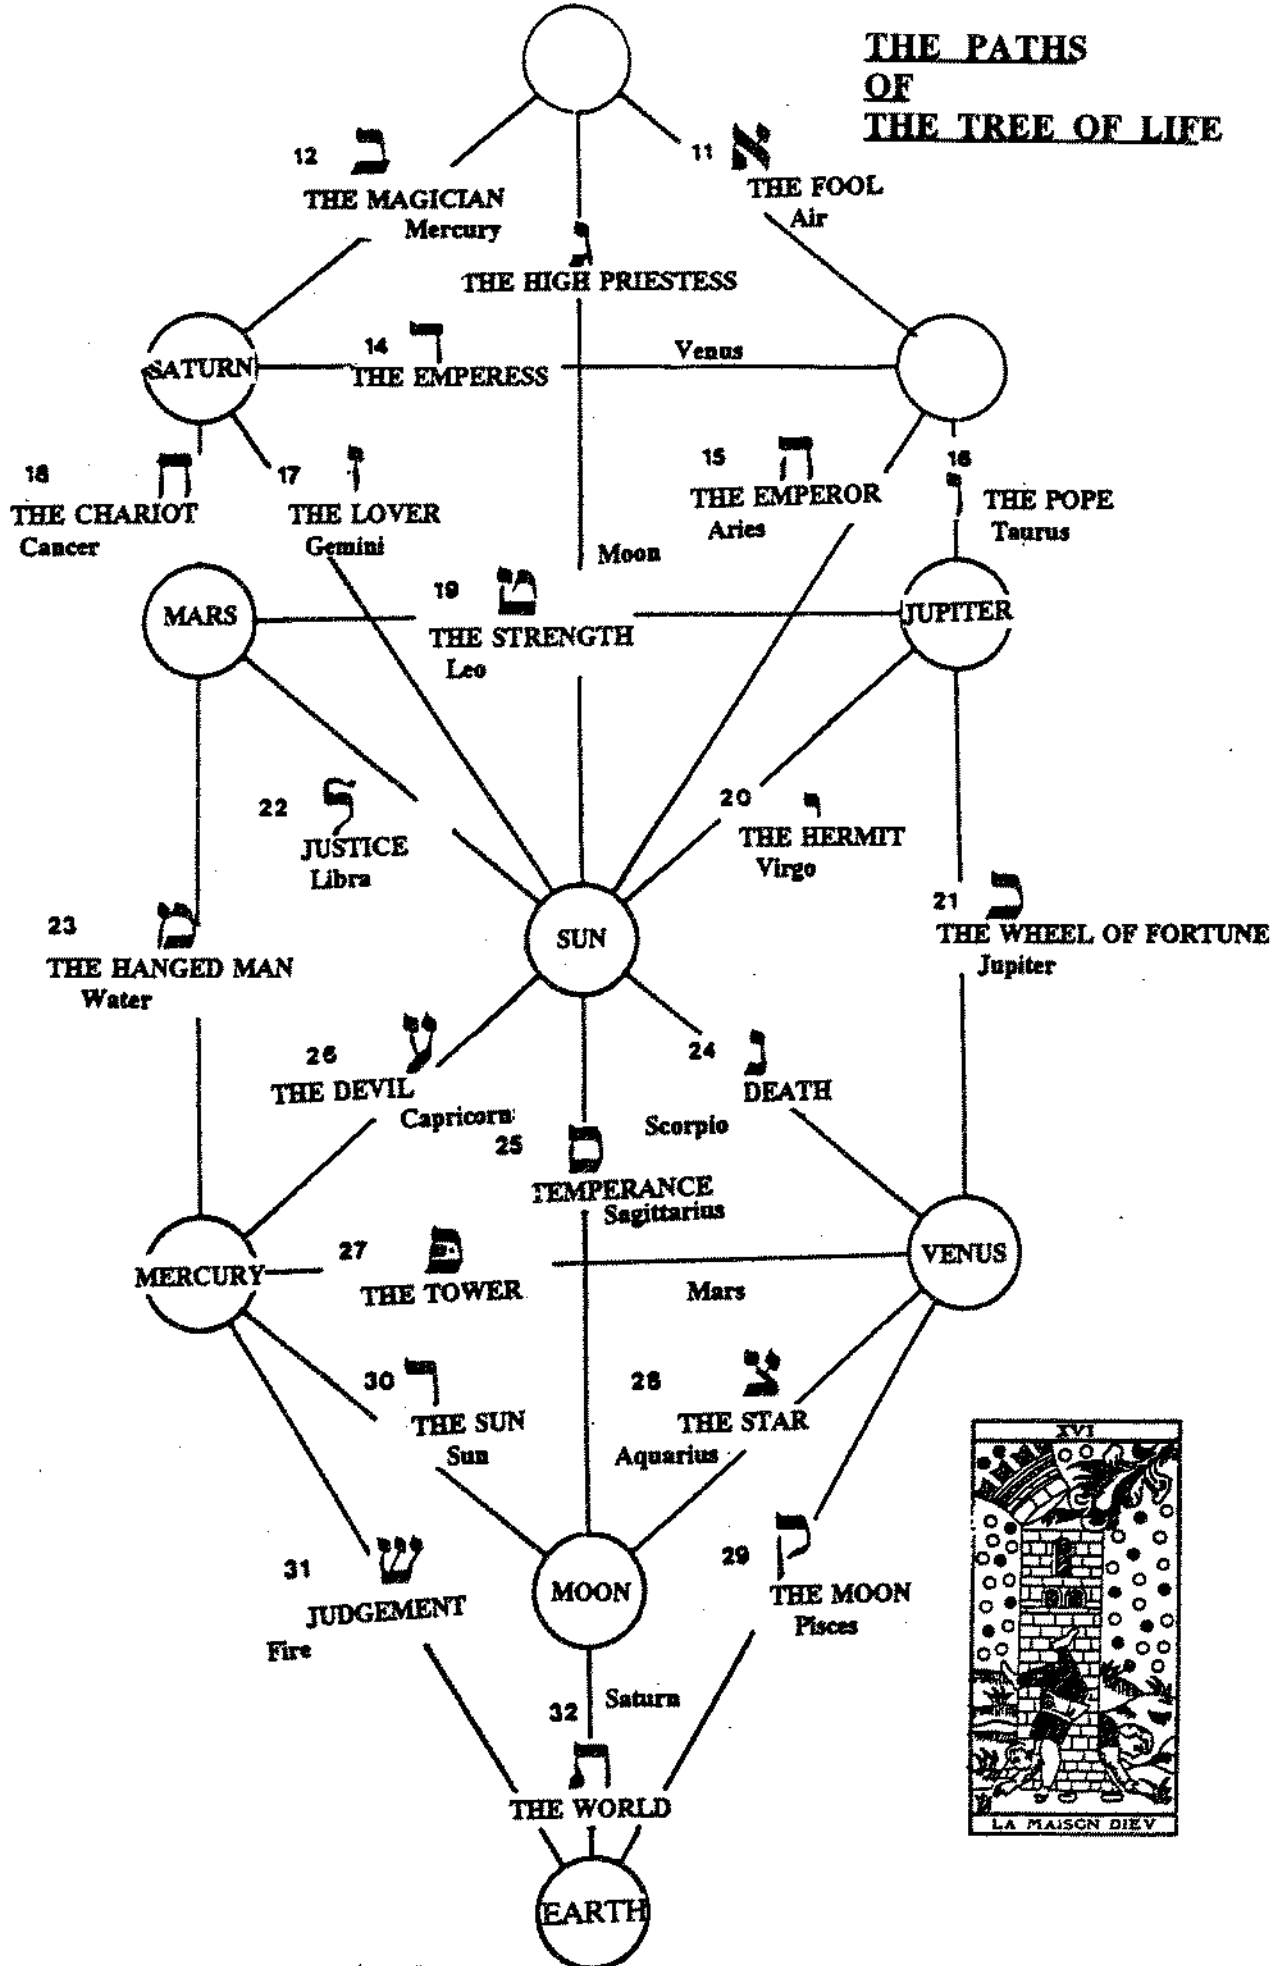 THE PATHS
OF
THE TREE OF LIFE
12 ב
THE MAGICIAN
Mercury
11 א
THE FOOL
Air
ג
THE HIGH PRIESTESS
SATURN
14 ד
THE EMPERESS
Venus
18 ח
THE CHARIOT
Cancer
17 ז
THE LOVER
Gemini
15
THE EMPEROR
Aries
16 ו
THE POPE
Taurus
Moon
MARS
19 ט
THE STRENGTH
Leo
JUPITER
22 ל
JUSTICE
Libra
20 י
THE HERMIT
Virgo
23 מ
THE HANGED MAN
Water
SUN
21 כ
THE WHEEL OF FORTUNE
Jupiter
26 ע
THE DEVIL
Capricorn
24 נ
DEATH
Scorpio
25 ס
TEMPERANCE
Sagittarius
MERCURY
27 פ
THE TOWER
Mars
VENUS
30 ר
THE SUN
Sun
28 צ
THE STAR
Aquarius
31 ש
JUDGEMENT
Fire
MOON
29 ק
THE MOON
Pisces
32
Saturn
ת
THE WORLD
EARTH
XVI
LA MAISON DIEV